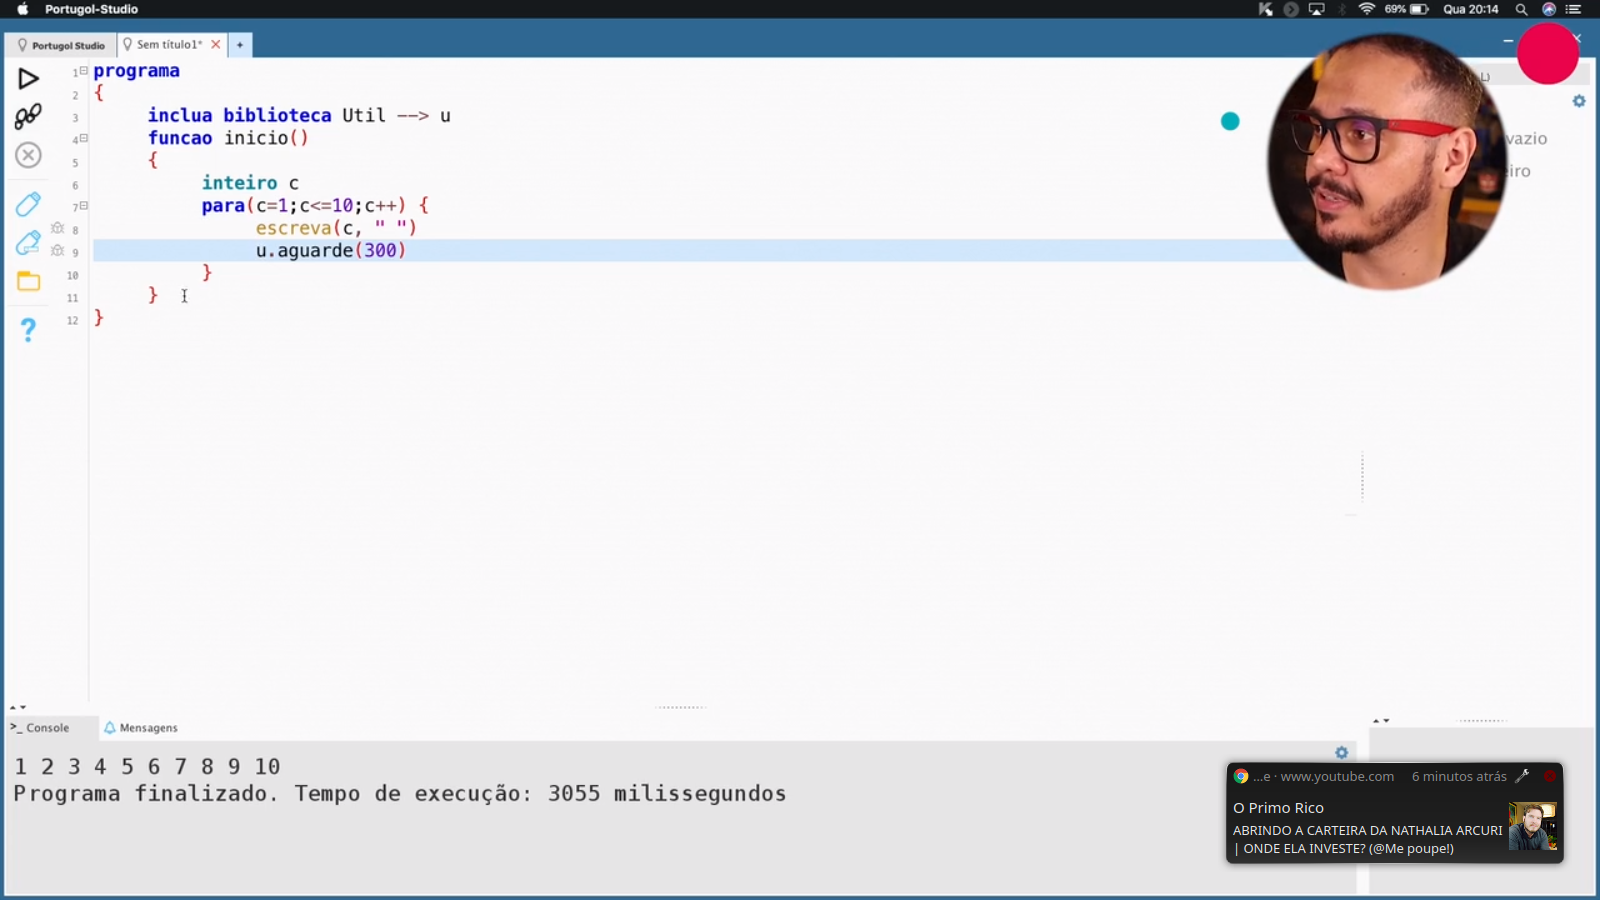 Portugol-Studio
69%
Qua 20:14
Portugol Studio
Sem título1*
+
1 programa
2 {
3 inclua biblioteca Util --> u
4 funcao inicio()
5 {
6 inteiro c
7 para(c=1;c<=10;c++) {
8 escreva(c, " ")
9 u.aguarde(300)
10 }
11 }
12 }
vazio
eiro
?
>_ Console
Mensagens
1 2 3 4 5 6 7 8 9 10
Programa finalizado. Tempo de execução: 3055 milissegundos
...e · www.youtube.com
6 minutos atrás
O Primo Rico
ABRINDO A CARTEIRA DA NATHALIA ARCURI
| ONDE ELA INVESTE? (@Me poupe!)